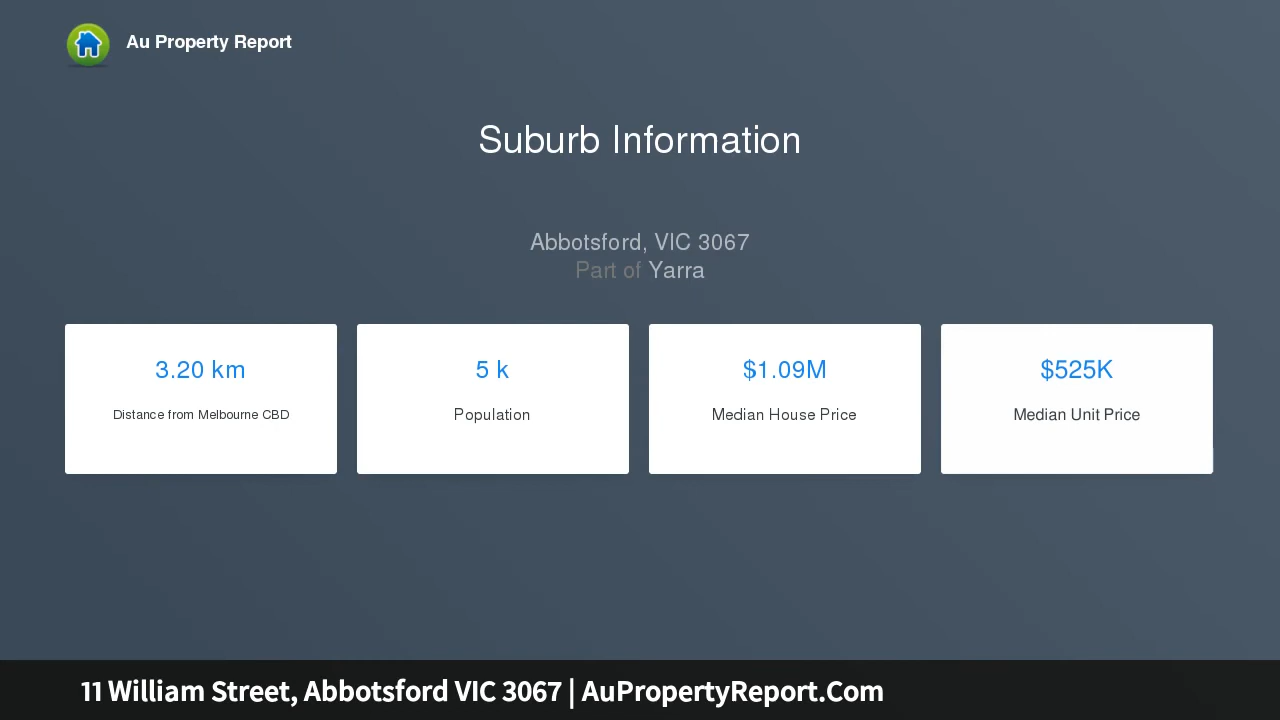 Au Property Report
Suburb Information
Abbotsford, VIC 3067
Part of Yarra
3.20 km
Distance from Melbourne CBD
5 k
Population
$1.09M
Median House Price
$525K
Median Unit Price
11 William Street, Abbotsford VIC 3067 | AuPropertyReport.Com